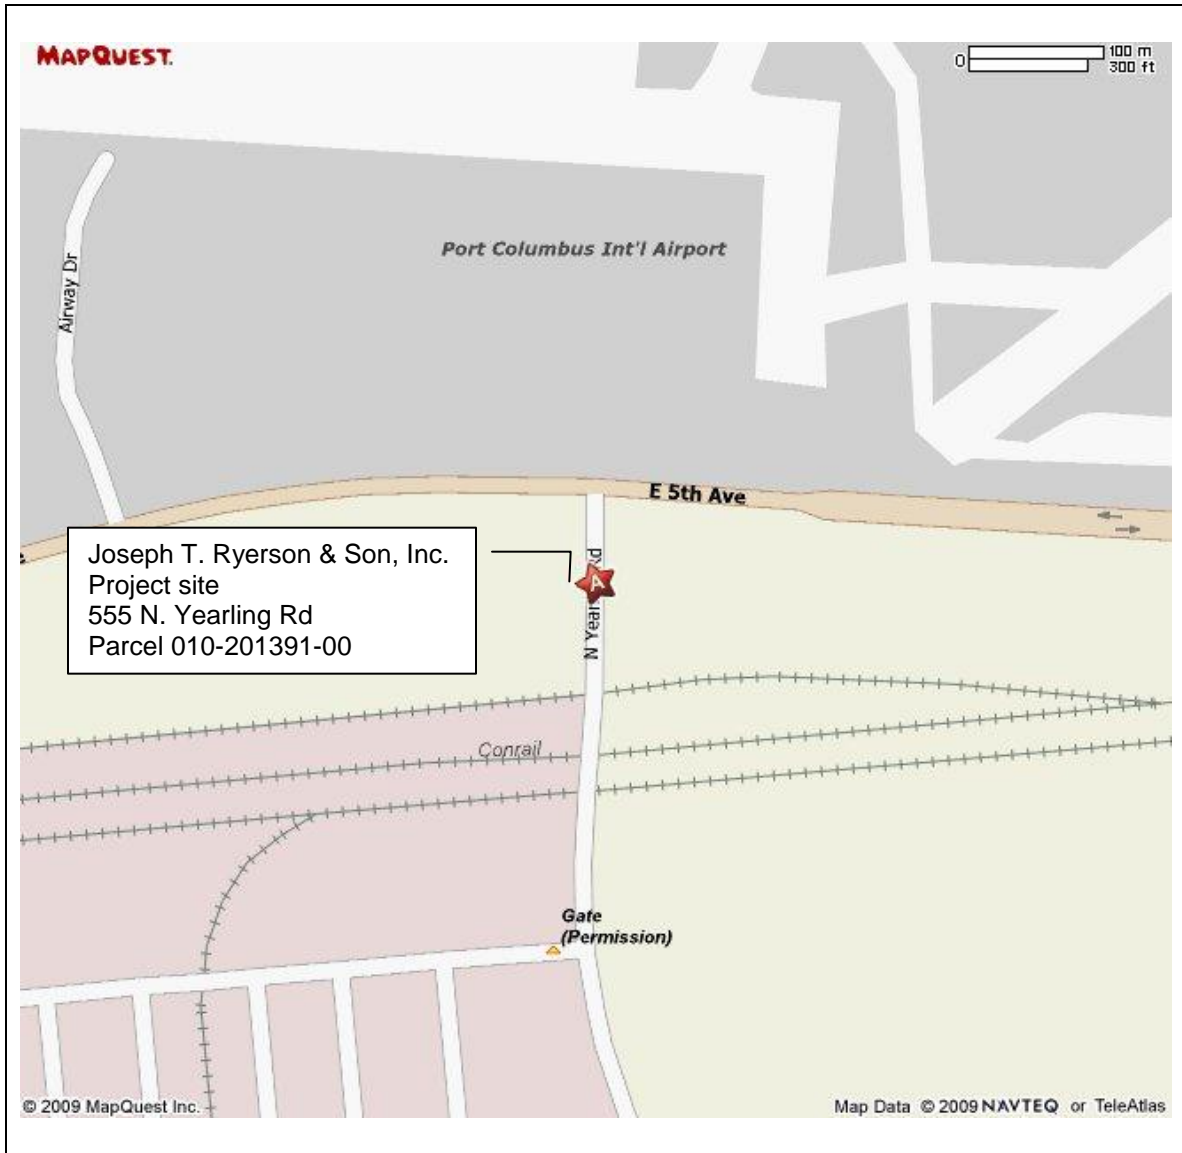 MAPQUEST.
0
100 m
300 ft
Port Columbus Int'l Airport
Airway Dr
E 5th Ave
Joseph T. Ryerson & Son, Inc.
Project site
555 N. Yearling Rd
Parcel 010-201391-00
A
Conrail
Gate
(Permission)
© 2009 MapQuest Inc.
Map Data © 2009 NAVTEQ or TeleAtlas